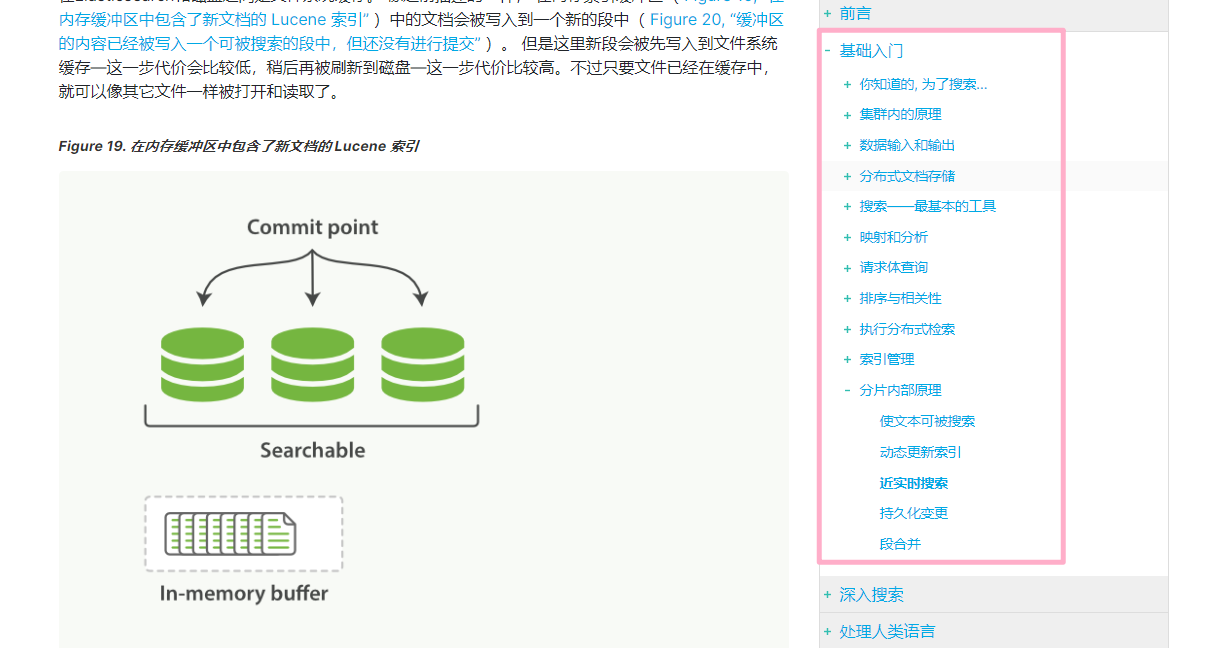 内存缓冲区中包含了新文档的 Lucene 索引” ）中的文档会被写入到一个新的段中（ Figure 20, “缓冲区
的内容已经被写入一个可被搜索的段中，但还没有进行提交” ）。 但是这里新段会被先写入到文件系统
缓存—这一步代价会比较低，稍后再被刷新到磁盘—这一步代价比较高。不过只要文件已经在缓存中，
就可以像其它文件一样被打开和读取了。
Figure 19. 在内存缓冲区中包含了新文档的 Lucene 索引
Commit point
Searchable
In-memory buffer
+ 前言
- 基础入门
+ 你知道的, 为了搜索...
+ 集群内的原理
+ 数据输入和输出
+ 分布式文档存储
+ 搜索——最基本的工具
+ 映射和分析
+ 请求体查询
+ 排序与相关性
+ 执行分布式检索
+ 索引管理
- 分片内部原理
使文本可被搜索
动态更新索引
近实时搜索
持久化变更
段合并
+ 深入搜索
+ 处理人类语言